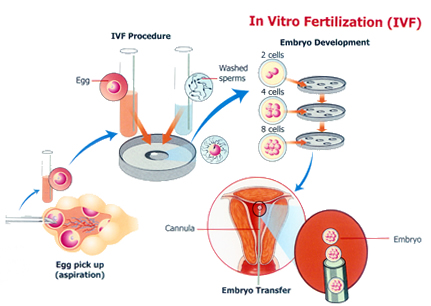 In Vitro Fertilization (IVF)
IVF Procedure
Embryo Development
Egg
Washed
sperms
2 cells
4 cells
8 cells
Egg pick up
(aspiration)
Cannula
Embryo
Embryo Transfer